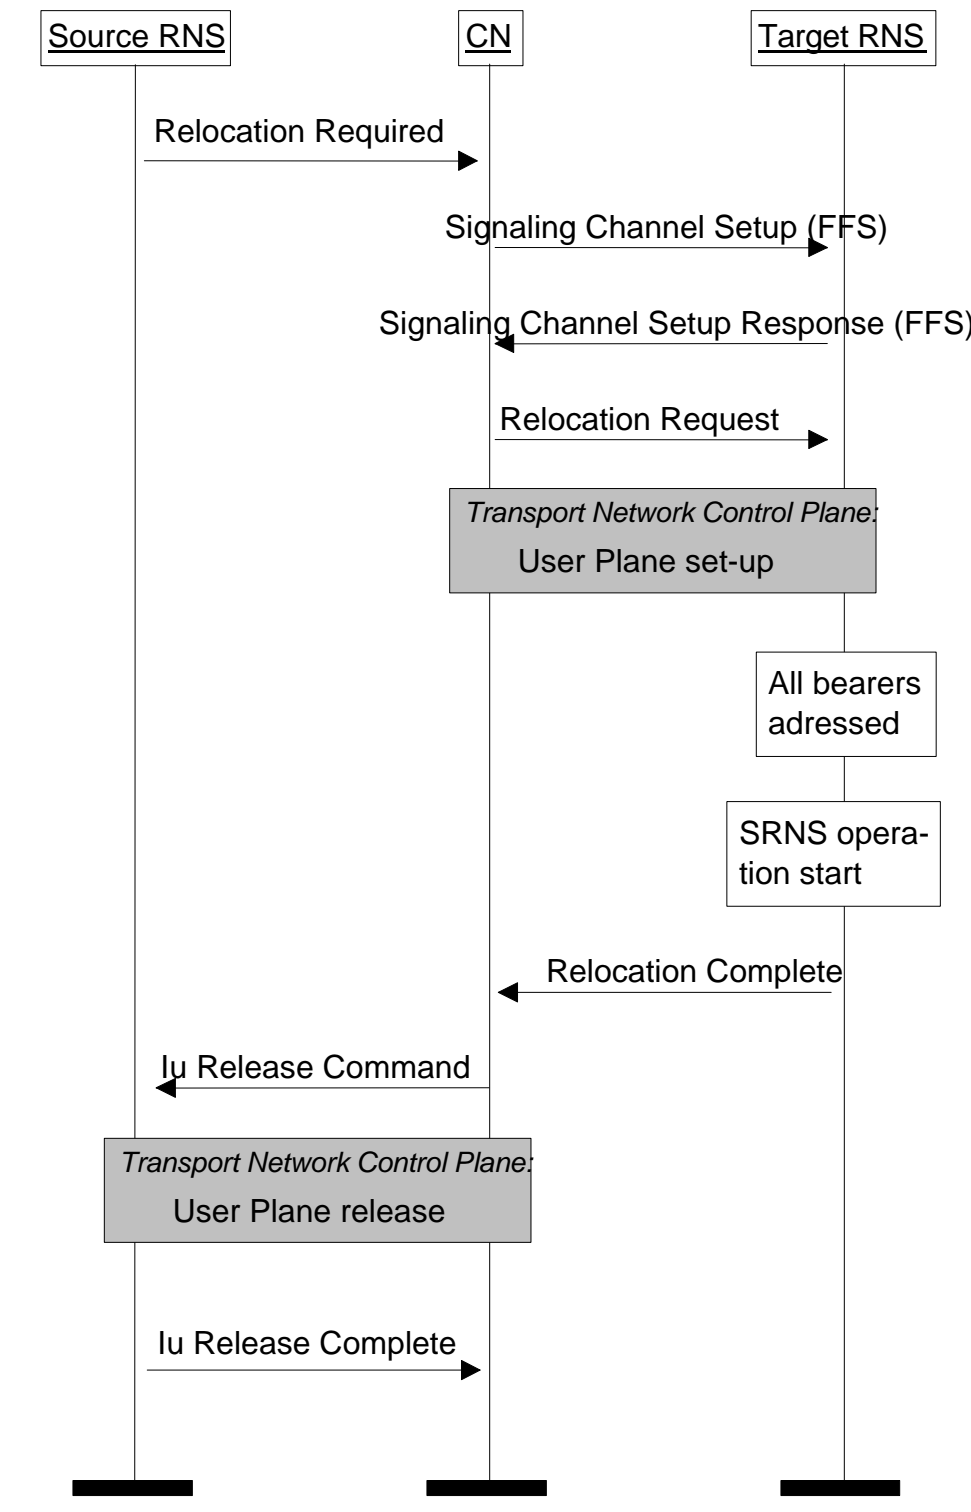 Source RNS
CN
Target RNS
Relocation Required
Signaling Channel Setup (FFS)
Signaling Channel Setup Response (FFS)
Relocation Request
Transport Network Control Plane:
User Plane set-up
All bearers
adressed
SRNS opera-
tion start
Relocation Complete
Iu Release Command
Transport Network Control Plane:
User Plane release
Iu Release Complete